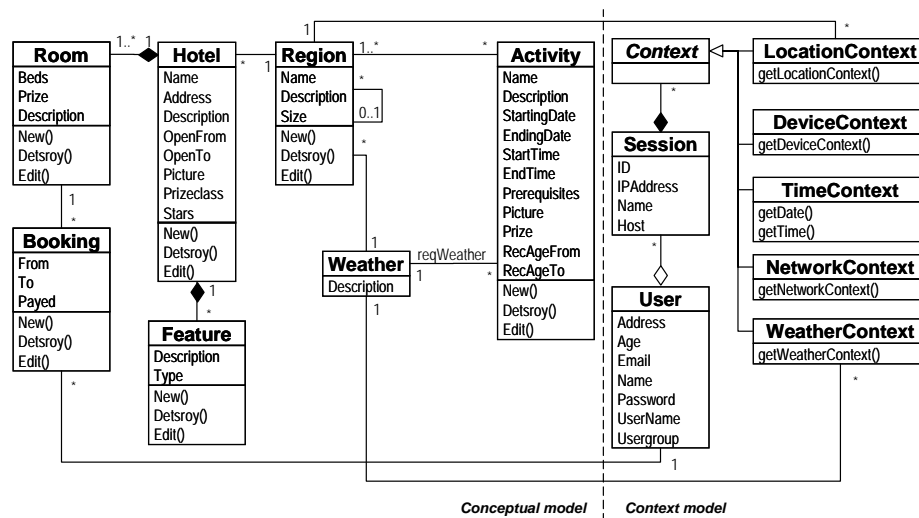 1
*
Room
Beds
Prize
Description
New()
Detsroy()
Edit()
1..*
1
Hotel
Name
Address
Description
OpenFrom
OpenTo
Picture
Prizeclass
Stars
New()
Detsroy()
Edit()
*
1
Region
Name
Description
Size
New()
Detsroy()
Edit()
1..*
*
*
0..1
*
Activity
Name
Description
StartingDate
EndingDate
StartTime
EndTime
Prerequisites
Picture
Prize
RecAgeFrom
RecAgeTo
New()
Detsroy()
Edit()
Context
*
Session
ID
IPAddress
Name
Host
*
User
Address
Age
Email
Name
Password
UserName
Usergroup
1
LocationContext
getLocationContext()
DeviceContext
getDeviceContext()
TimeContext
getDate()
getTime()
NetworkContext
getNetworkContext()
WeatherContext
getWeatherContext()
*
1
*
Booking
From
To
Payed
New()
Detsroy()
Edit()
*
1
*
Feature
Description
Type
New()
Detsroy()
Edit()
1
Weather
Description
reqWeather
1
*
1
Conceptual model
Context model